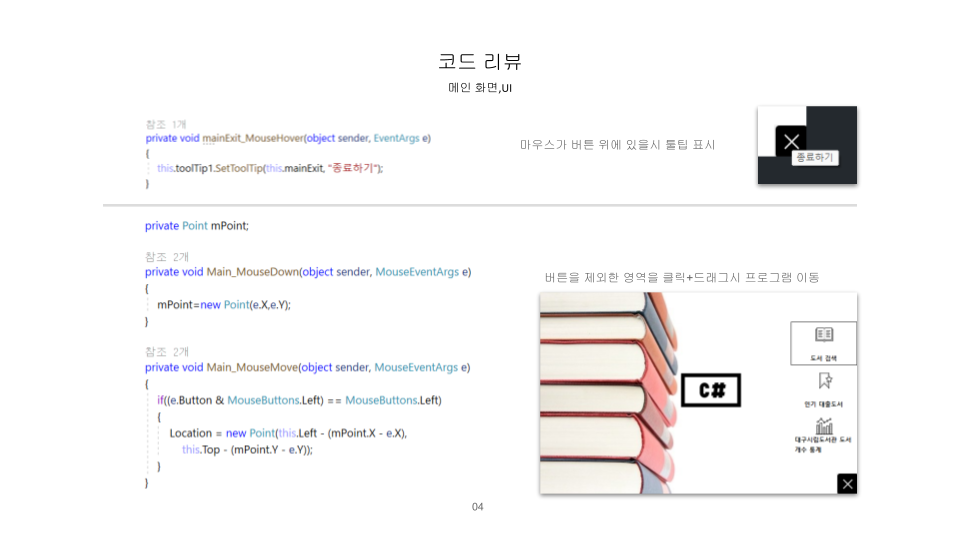 코드 리뷰
메인 화면,UI
참조 1개
private void mainExit_MouseHover(object sender, EventArgs e)
{
this.toolTip1.SetToolTip(this.mainExit, "종료하기");
}
마우스가 버튼 위에 있을시 툴팁 표시
종료하기
private Point mPoint;
참조 2개
private void Main_MouseDown(object sender, MouseEventArgs e)
{
mPoint=new Point(e.X,e.Y);
}
참조 2개
private void Main_MouseMove(object sender, MouseEventArgs e)
{
if((e.Button & MouseButtons.Left) == MouseButtons.Left)
{
Location = new Point(this.Left - (mPoint.X - e.X),
this.Top - (mPoint.Y - e.Y));
}
}
버튼을 제외한 영역을 클릭+드래그시 프로그램 이동
C#
도서 검색
인기 대출도서
대구시립도서관 도서
개수 통계
04